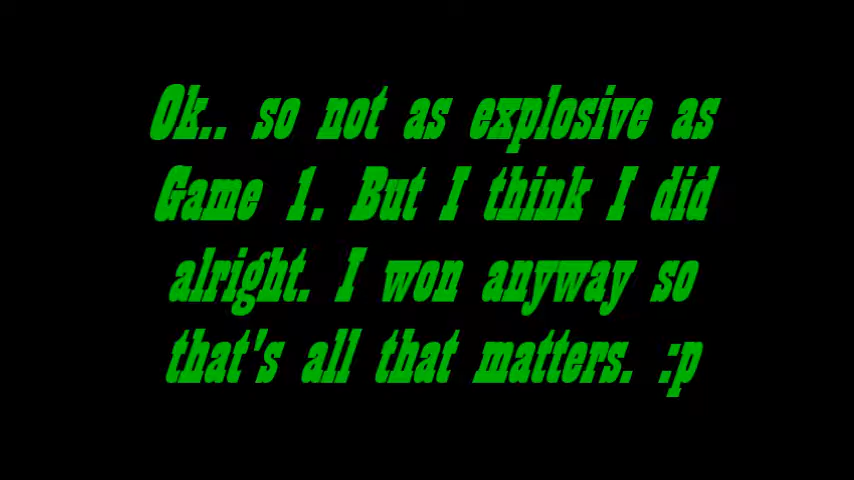 Ok.. so not as explosive as
Game 1. But I think I did
alright. I won anyway so
that's all that matters. :p